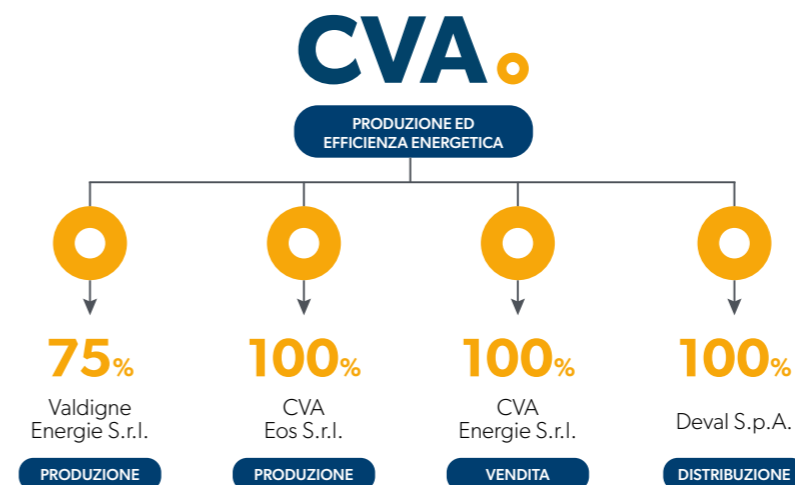 CVA
PRODUZIONE ED
EFFICIENZA ENERGETICA
75%
Valdigne
Energie S.r.l.
PRODUZIONE
100%
CVA
Eos S.r.l.
PRODUZIONE
100%
CVA
Energie S.r.l.
VENDITA
100%
Deval S.p.A.
DISTRIBUZIONE